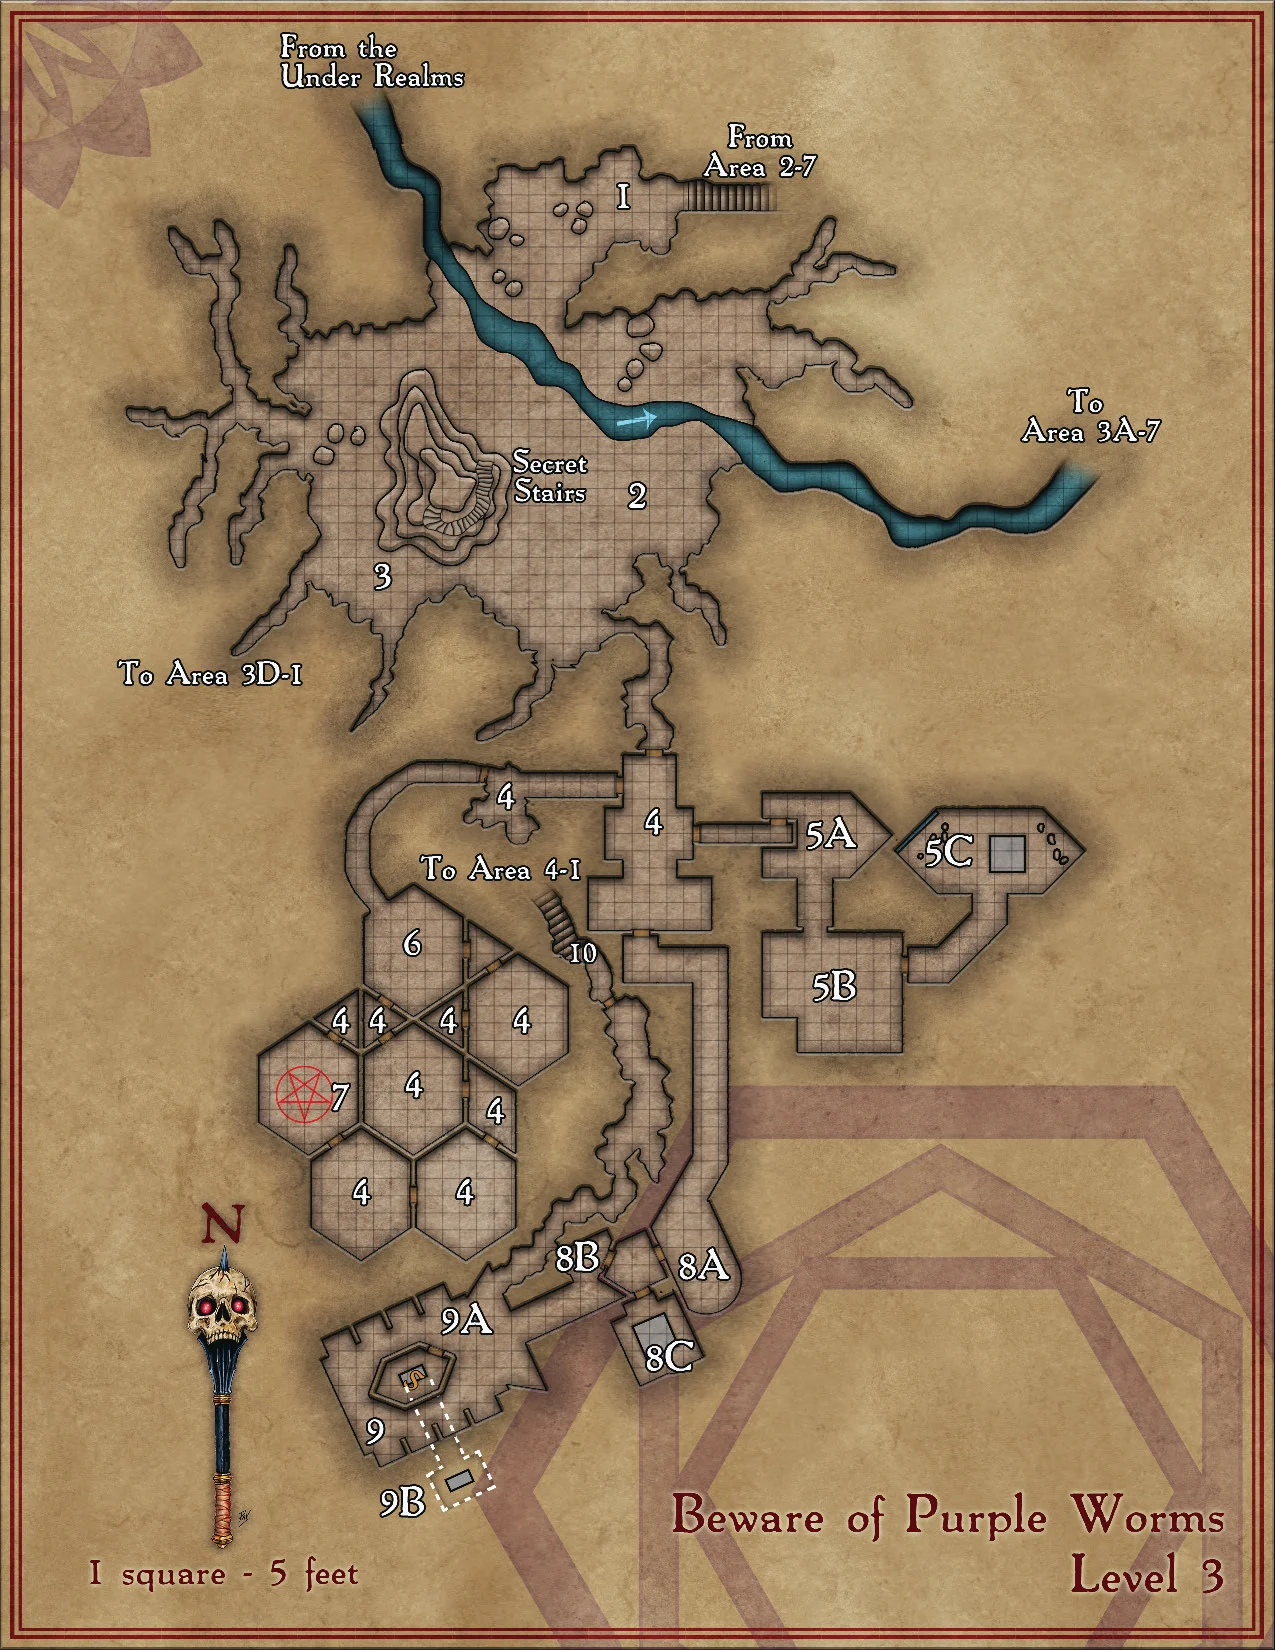 From the
Under Realms
From
Area 2-7
1
To
Area 3A-7
Secret
Stairs
2
3
To Area 3D-1
4
4
5A
5C
To Area 4-1
6
10
5B
4
4
4
4
7
4
4
4
4
N
8B
8A
9A
8C
S
9
9B
Beware of Purple Worms
Level 3
1 square - 5 feet